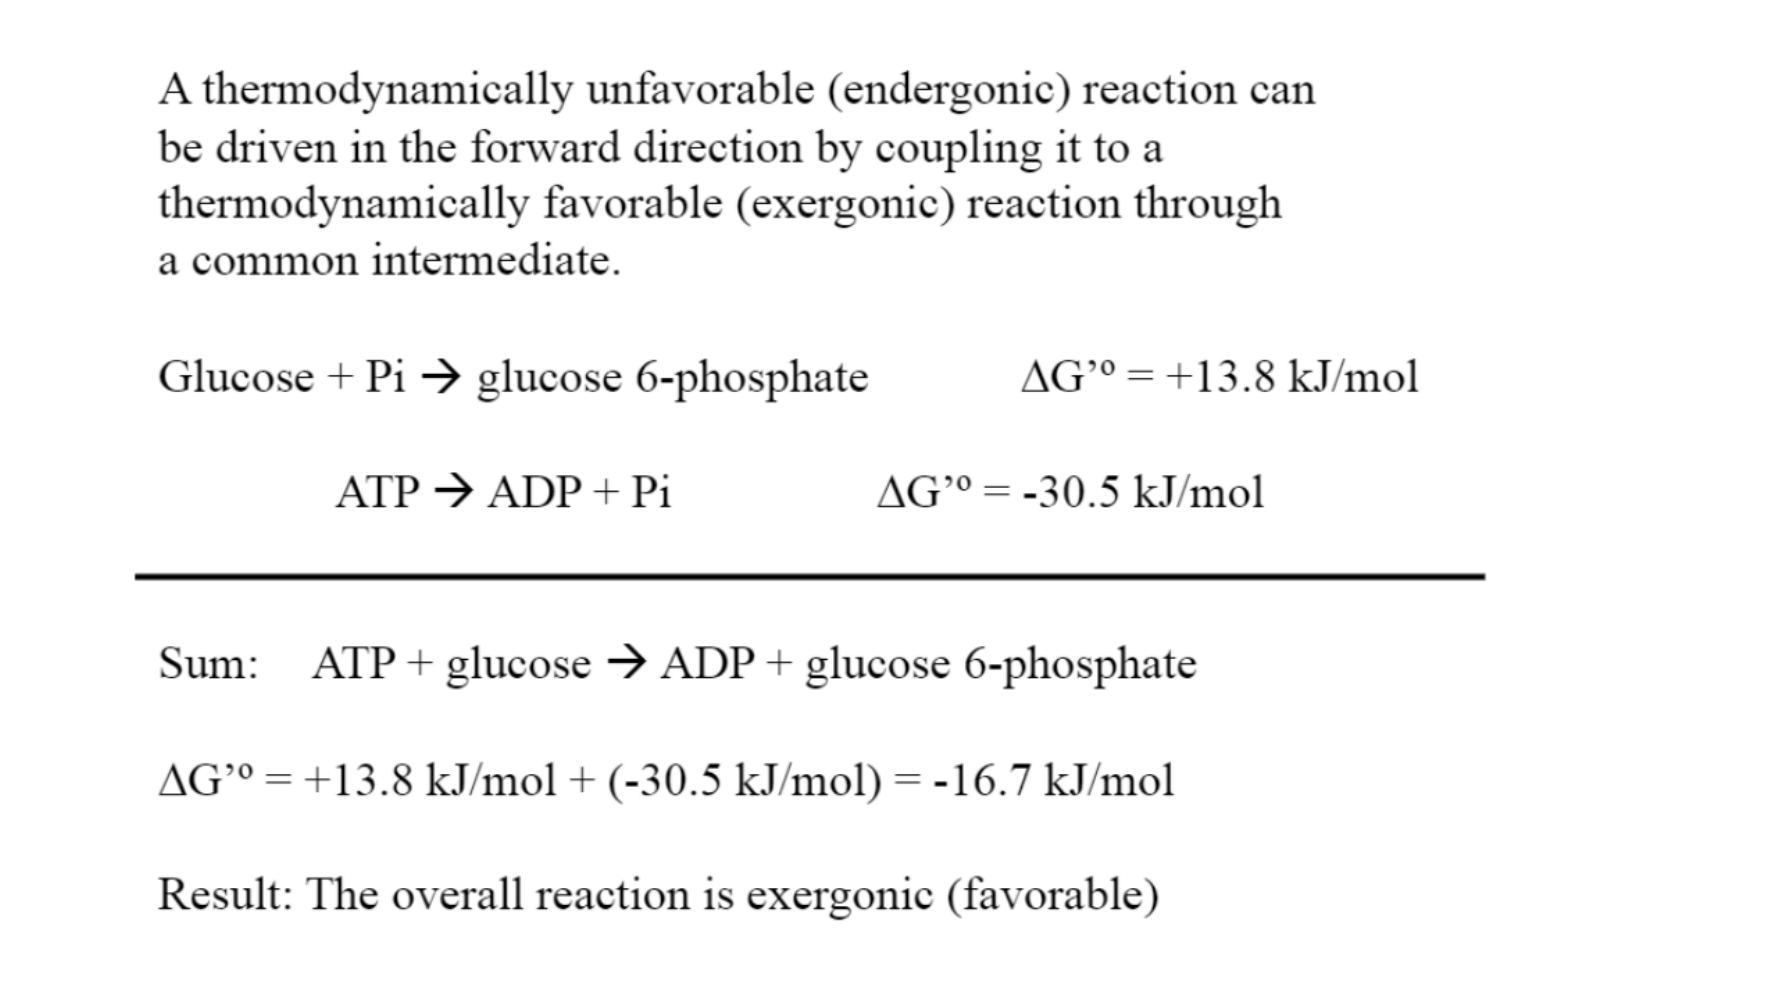 A thermodynamically unfavorable (endergonic) reaction can
be driven in the forward direction by coupling it to a
thermodynamically favorable (exergonic) reaction through
a common intermediate.
Glucose + Pi → glucose 6-phosphate ΔG’º = +13.8 kJ/mol
ATP → ADP + Pi ΔG’º = -30.5 kJ/mol
Sum: ATP + glucose → ADP + glucose 6-phosphate
ΔG’º = +13.8 kJ/mol + (-30.5 kJ/mol) = -16.7 kJ/mol
Result: The overall reaction is exergonic (favorable)